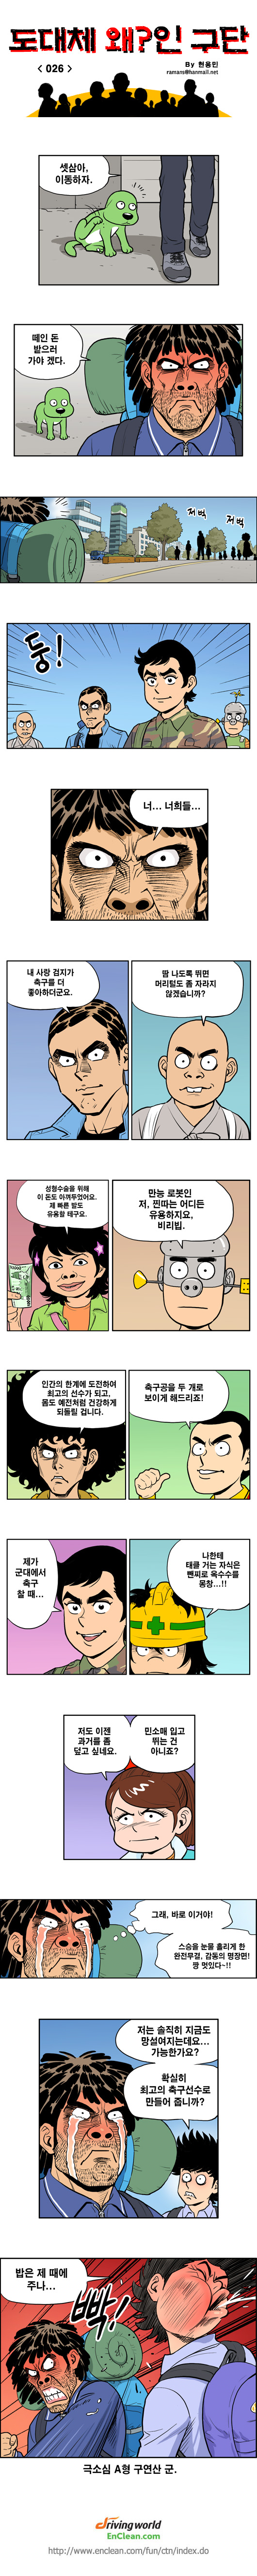 도대체 왜?인 구단
< 026 >
By 현용민
ramans@hanmail.net
셋삼아,
이동하자.
떼인 돈
받으러
가야 겠다.
저벅
저벅
둥!
너... 너희들...
내 사랑 검지가
축구를 더
좋아하더군요.
땀 나도록 뛰면
머리털도 좀 자라지
않겠습니까?
성형수술을 위해
이 돈도 아껴두었어요.
제 빠른 발도
유용할 테구요.
만능 로봇인
저, 찐따는 어디든
유용하지요,
비리빕.
인간의 한계에 도전하여
최고의 선수가 되고,
몸도 예전처럼 건강하게
되돌릴 겁니다.
축구공을 두 개로
보이게 해드리죠!
제가
군대에서
축구
할 때...
나한테
태클 거는 자식은
뺀찌로 옥수수를
몽창...!!
저도 이젠
과거를 좀
덮고 싶네요.
민소매 입고
뛰는 건
아니죠?
그래, 바로 이거야!
스승을 눈물 흘리게 한
완전무결, 감동의 명장면!
짱 멋있다~!!
저는 솔직히 지금도
망설여지는데요...
가능한가요?
확실히
최고의 축구선수로
만들어 줍니까?
밥은 제 때에
주나...
빡!
극소심 A형 구연산 군.
drivingworld
EnClean.com
http://www.enclean.com/fun/ctn/index.do